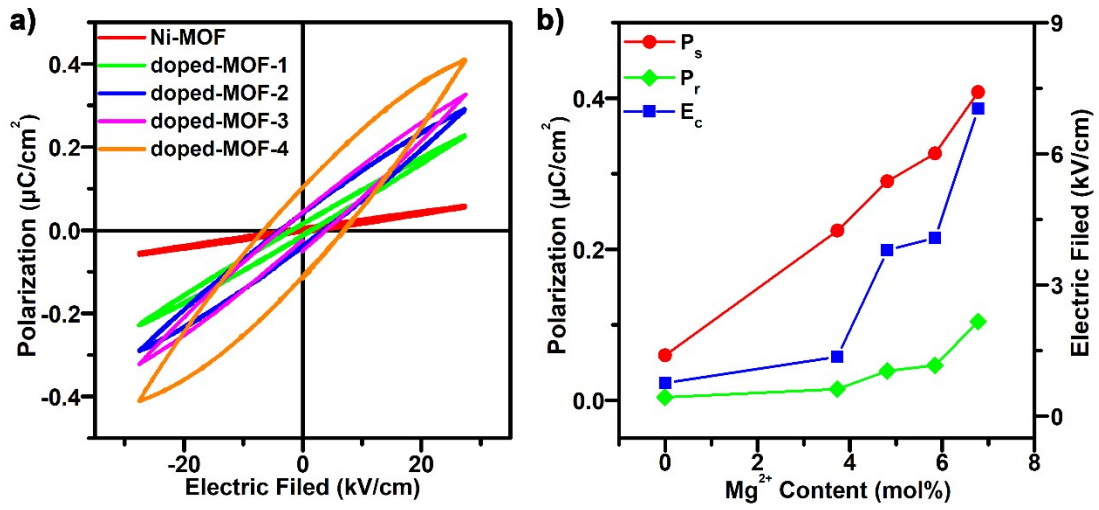 a)
Ni-MOF
doped-MOF-1
doped-MOF-2
doped-MOF-3
doped-MOF-4
0.4
0.2
0.0
-0.2
-0.4
Polarization (μC/cm²)
-20 0 20
Electric Filed (kV/cm)
b)
Pₛ
Pᵣ
E꜀
0.4
0.2
0.0
Polarization (μC/cm²)
9
6
3
0
Electric Filed (kV/cm)
0 2 4 6 8
Mg²⁺ Content (mol%)